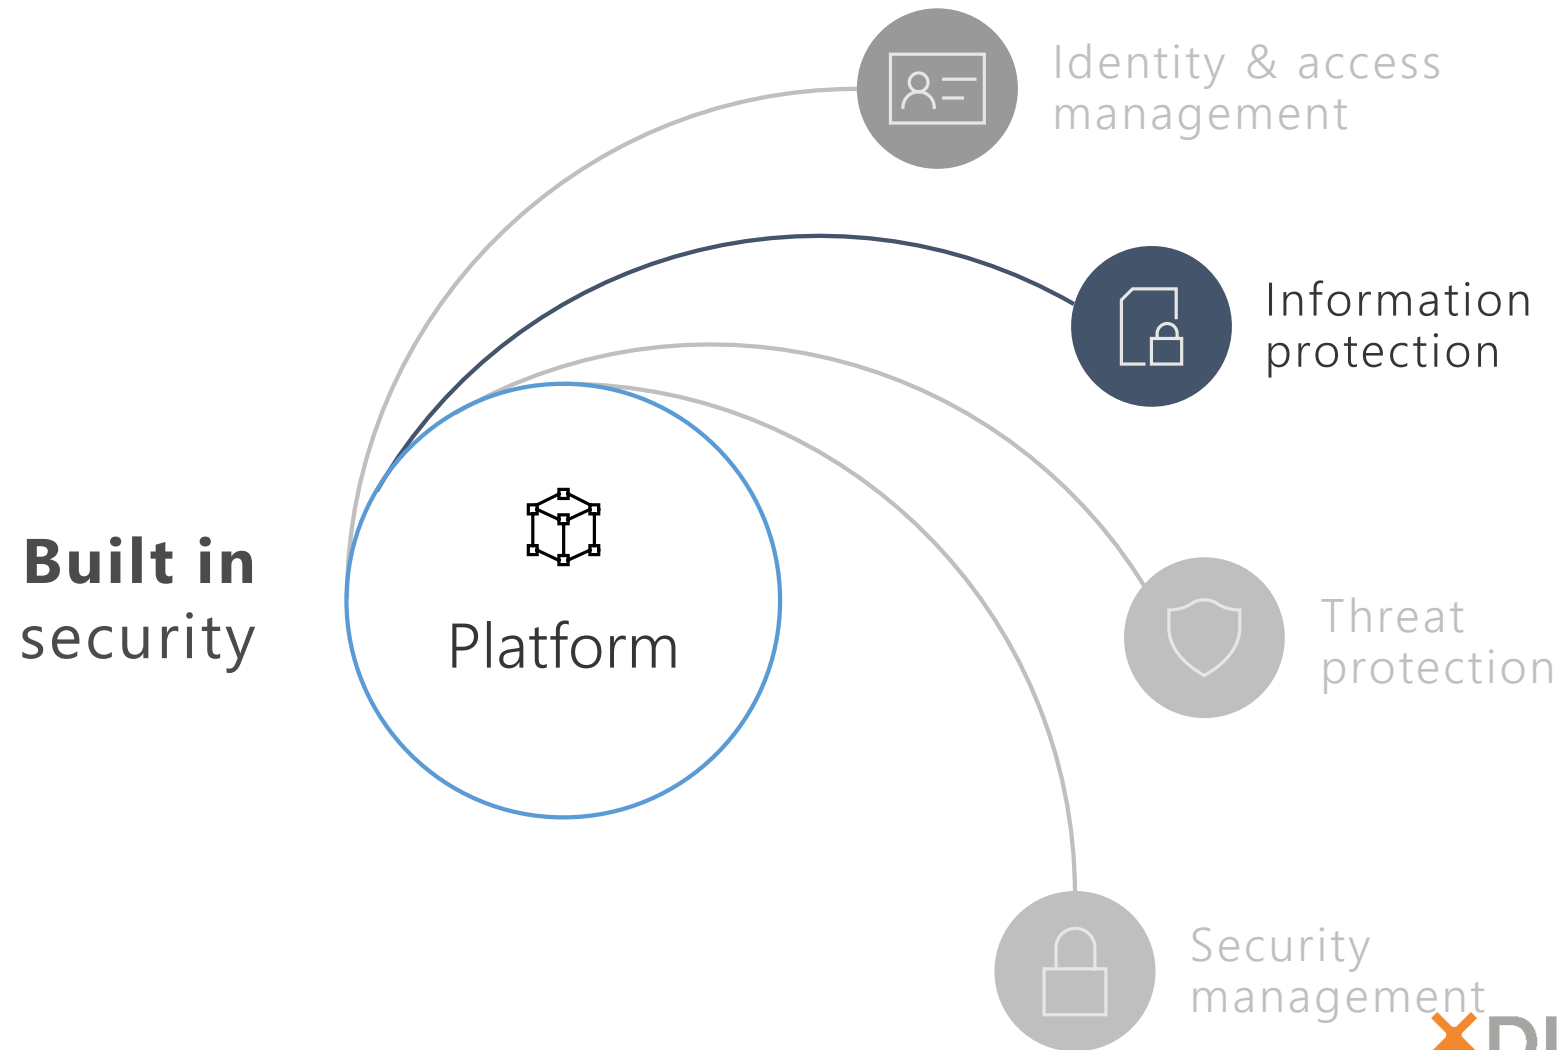 Identity & access
management
Information
protection
Built in
security
Platform
Threat
protection
Security
management